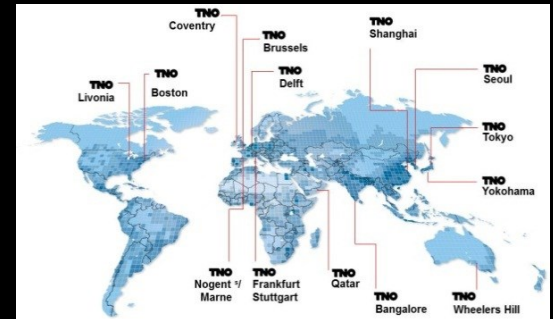 TNO
Coventry
TNO
Brussels
TNO
Shanghai
TNO
Livonia
TNO
Boston
TNO
Delft
TNO
Seoul
TNO
Tokyo
TNO
Yokohama
TNO
Nogent s/
Marne
TNO
Frankfurt
Stuttgart
TNO
Qatar
TNO
Bangalore
TNO
Wheelers Hill